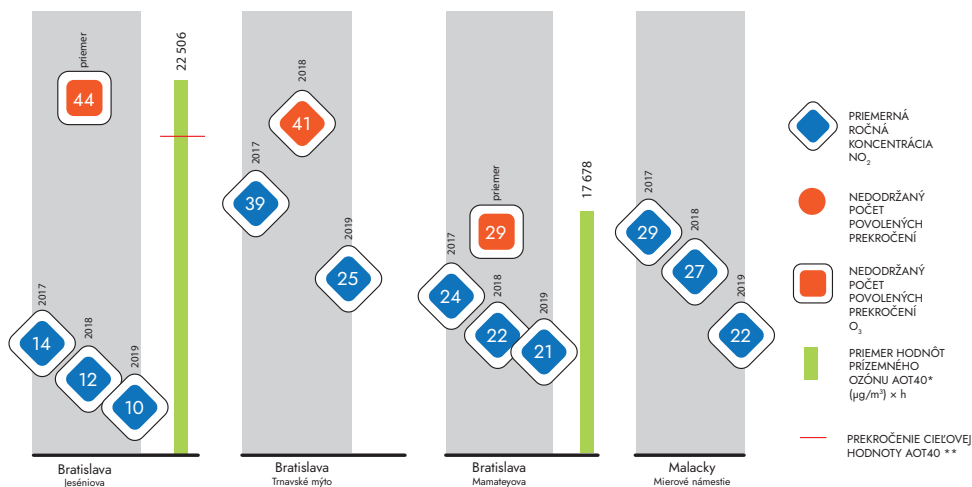 priemer
44
22 506
2017
14
2018
12
2019
10
Bratislava
Jeséniova
2018
41
2017
39
2019
25
Bratislava
Trnavské mýto
priemer
29
17 678
2017
24
2018
22
2019
21
Bratislava
Mamateyova
2017
29
2018
27
2019
22
Malacky
Mierové námestie
PRIEMERNÁ
ROČNÁ
KONCENTRÁCIA
NO₂
NEDODRŽANÝ
POČET
POVOLENÝCH
PREKROČENÍ
NEDODRŽANÝ
POČET
POVOLENÝCH
PREKROČENÍ
O₃
PRIEMER HODNÔT
PRÍZEMNÉHO
OZÓNU AOT40*
(µg/m³) × h
PREKROČENIE CIEĽOVEJ
HODNOTY AOT40 **